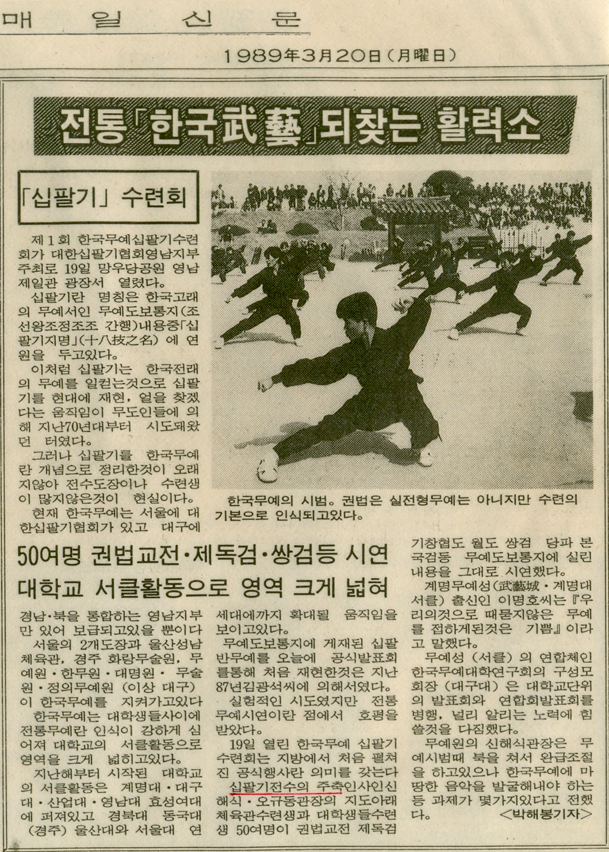 매 일 신 문
1989年3月20日(月曜日)
전통「한국武藝」되찾는 활력소
「십팔기」 수련회
제1회 한국무예십팔기수련
회가 대한십팔기협회영남지부
주최로 19일 망우당공원 영남
제일관 광장서 열렸다.
십팔기란 명칭은 한국고래
의 무예서인 무예도보통지(조
선왕조정조조 간행)내용중「십
팔기지명」(十八技之名)에 연
원을 두고있다.
이처럼 십팔기는 한국전래
의 무예를 일컫는것으로 십팔
기를 현대에 재현, 얼을 찾겠
다는 움직임이 무도인들에 의
해 지난70년대부터 시도돼왔
던 터였다.
그러나 십팔기를 한국무예
란 개념으로 정리한것이 오래
지않아 전수도장이나 수련생
이 많지않은것이 현실이다.
현재 한국무예는 서울에 대
한십팔기협회가 있고 대구에
한국무예의 시범. 권법은 실전형무예는 아니지만 수련의
기본으로 인식되고있다.
50여명 권법교전·제독검·쌍검등 시연
대학교 서클활동으로 영역 크게 넓혀
경남·북을 통합하는 영남지부
만 있어 보급되고있을 뿐이다
서울의 2개도장과 울산성남
체육관, 경주 화랑무술원, 무
예원·한무원·대명원· 무술
원·정의무예원 (이상 대구)
이 한국무예를 지켜가고있다
한국무예는 대학생들사이에
전통무예란 인식이 강하게 심
어져 대학교의 서클활동으로
영역을 크게 넓히고있다.
지난해부터 시작된 대학교
의 서클활동은 계명대·대구
대·산업대·영남대 효성여대
에 퍼져있고 경북대 동국대
(경주) 울산대와 서울대 연
세대에까지 확대될 움직임을
보이고있다.
무예도보통지에 게재된 십팔
반무예를 오늘에 공식발표회
를통해 처음 재현한것은 지난
87년김광석씨에 의해서였다.
실험적인 시도였지만 전통
무예시연이란 점에서 호평을
받았다.
19일 열린 한국무예 십팔기
수련회는 지방에서 처음 펼쳐
진 공식행사란 의미를 갖는다
십팔기전수의 주축인사인신
해식·오규동관장의 지도아래
체육관수련생과 대학생들수련
생 50여명이 권법교전 제독검
기창협도 월도 쌍검 당파 본
국검등 무예도보통지에 실린
내용을 그대로 시연했다.
계명무예성(武藝城·계명대
서클) 출신인 이명호씨는『우
리의것으로 때묻지않은 무예
를 접하게된것은 기쁨』이라
고 말했다.
무예성 (서클) 의 연합체인
한국무예대학연구회의 구성모
회장 (대구대) 은 대학교단위
의 발표회와 연합회발표회를
병행, 널리 알리는 노력에 힘
쓸것을 다짐했다.
무예원의 신해식관장은 무
예시범때 북을 쳐서 완급조절
을 하고있으나 한국무예에 마
땅한 음악을 발굴해내야 하는
등 과제가 몇가지있다고 전했
다. <박해봉기자>